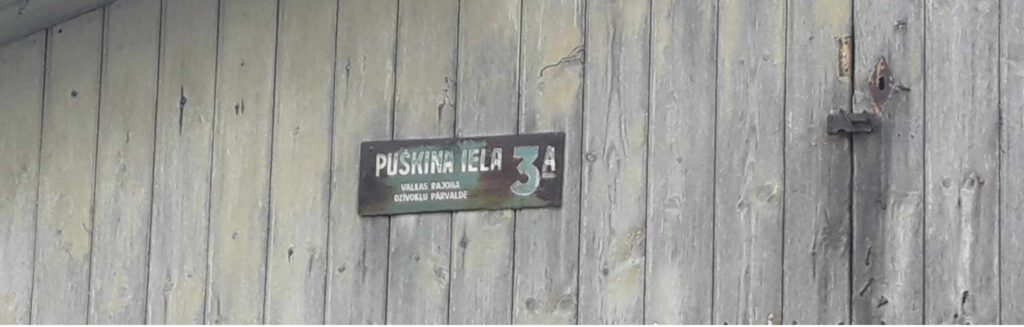 PUŠKINA IELA 3A
VALKAS RAJONA
DZĪVOKĻU PĀRVALDE